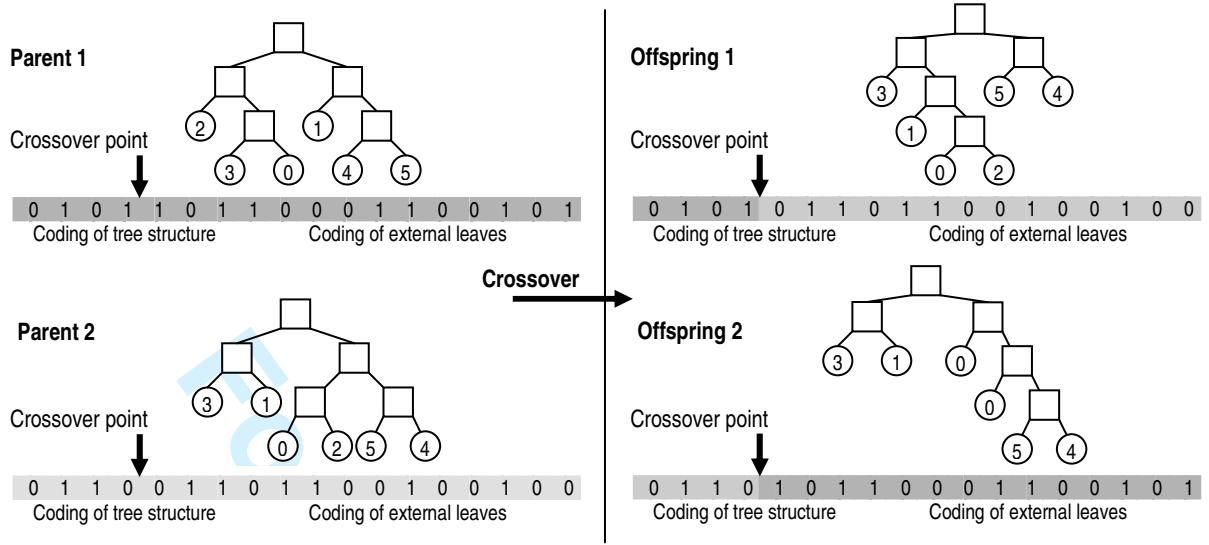 Parent 1
2
1
3
0
4
5
Crossover point
0 1 0 1 1 0 1 1 0 0 0 1 1 0 0 1 0 1
Coding of tree structure
Coding of external leaves
Parent 2
3
1
0
2
5
4
Crossover point
0 1 1 0 0 1 1 0 1 1 0 0 1 0 0 1 0 0
Coding of tree structure
Coding of external leaves
Crossover
Offspring 1
3
5
4
1
0
2
Crossover point
0 1 0 1 0 1 1 0 1 1 0 0 1 0 0 1 0 0
Coding of tree structure
Coding of external leaves
Offspring 2
3
1
0
0
5
4
Crossover point
0 1 1 0 1 0 1 1 0 0 0 1 1 0 0 1 0 1
Coding of tree structure
Coding of external leaves